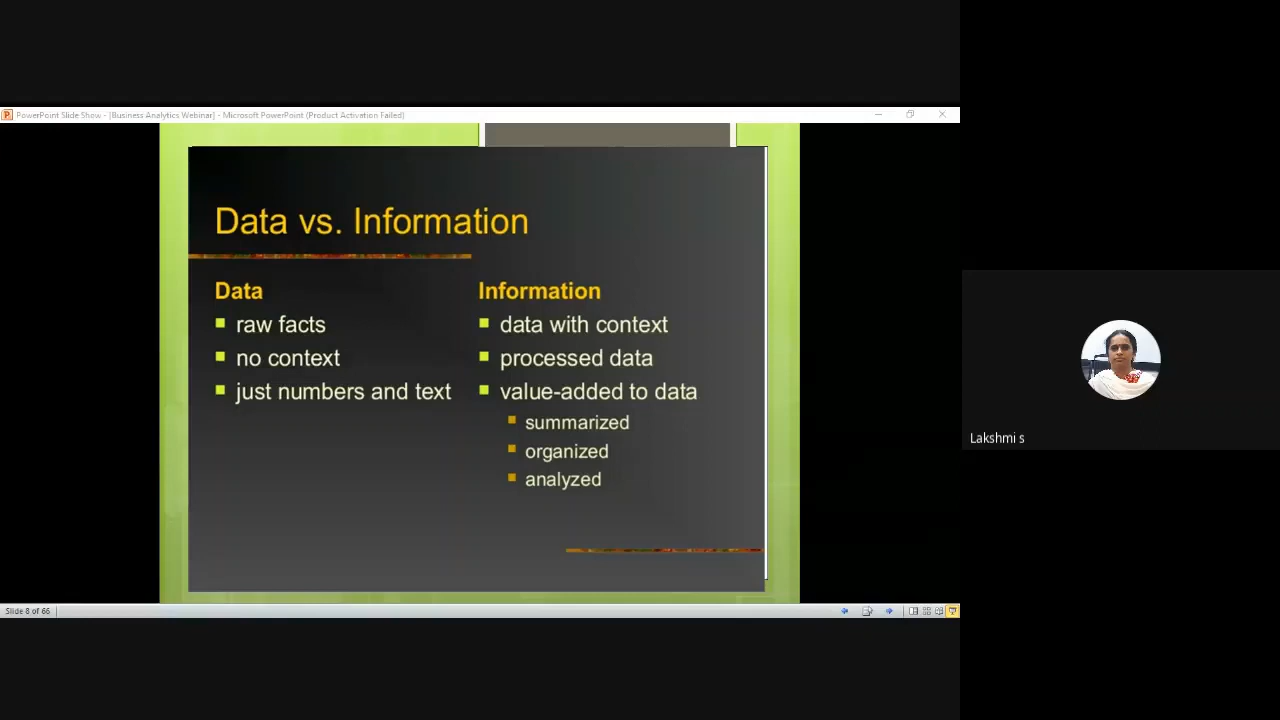 PowerPoint Slide Show - [Business Analytics Webinar] - Microsoft PowerPoint (Product Activation Failed)
Data vs. Information
Data
raw facts
no context
just numbers and text
Information
data with context
processed data
value-added to data
summarized
organized
analyzed
Lakshmi s
Slide 8 of 66